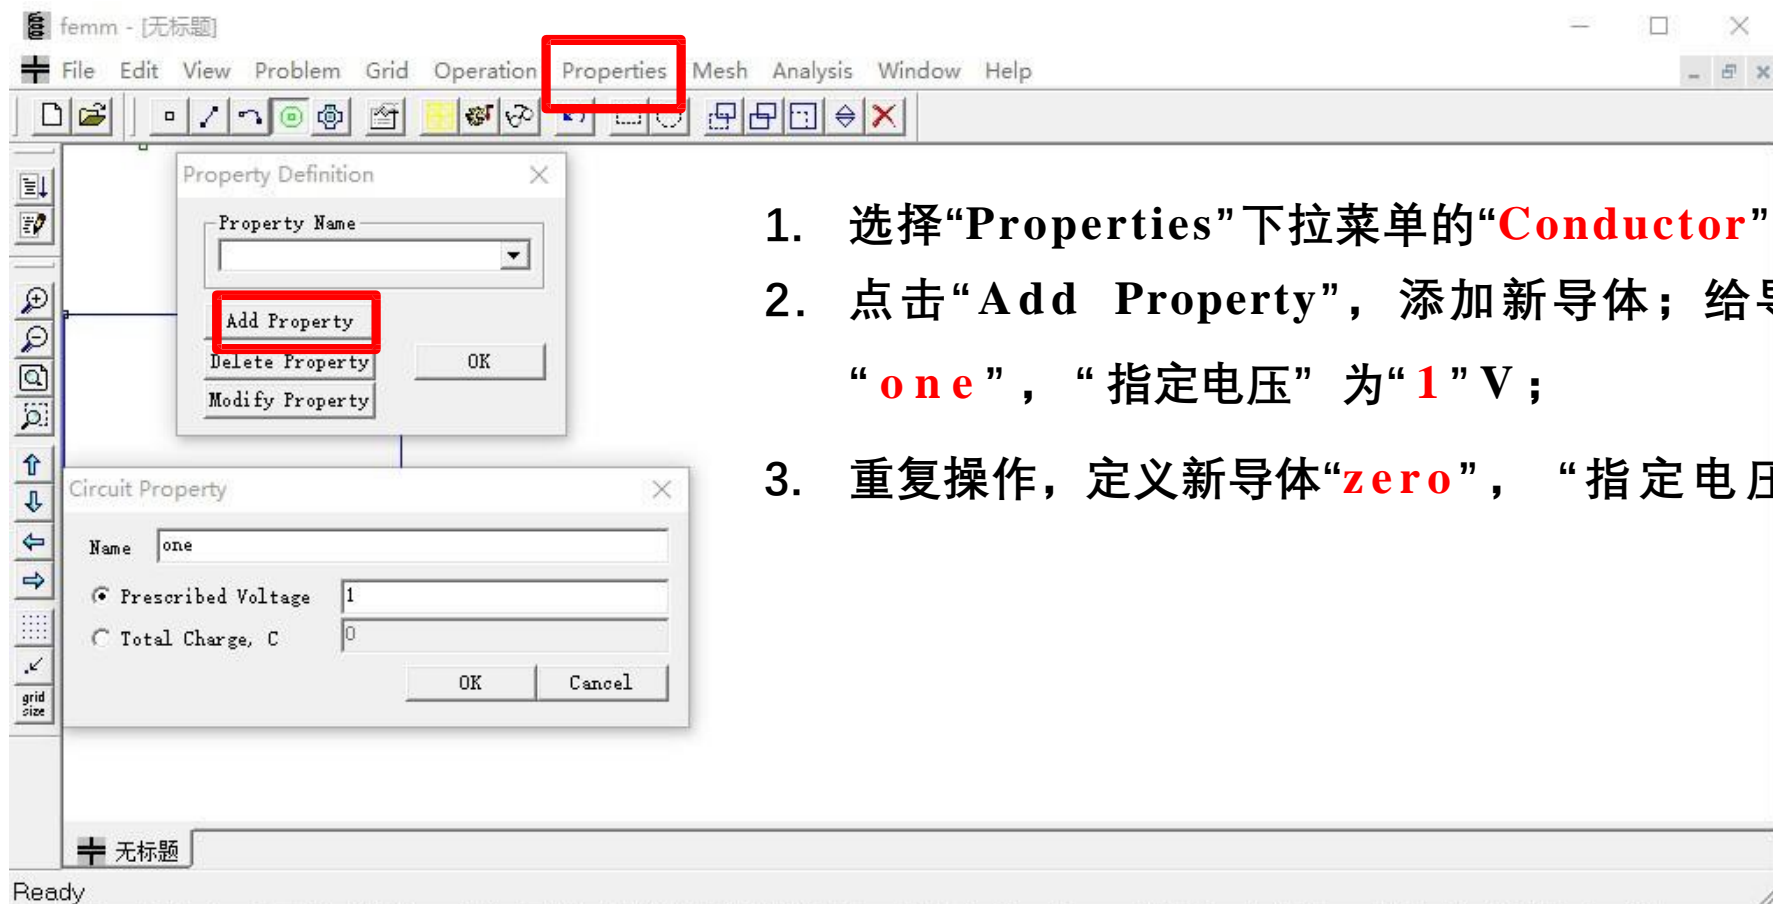 femm - [无标题]
File Edit View Problem Grid Operation Properties Mesh Analysis Window Help
Property Definition
Property Name
Add Property
Delete Property
OK
Modify Property
1. 选择“Properties”下拉菜单的“Conductor”
2. 点击“Add Property”，添加新导体；给
“one”，“指定电压” 为“1”V；
3. 重复操作，定义新导体“zero”，“指定电
Circuit Property
Name one
Prescribed Voltage 1
Total Charge, C 0
OK Cancel
grid
size
无标题
Ready